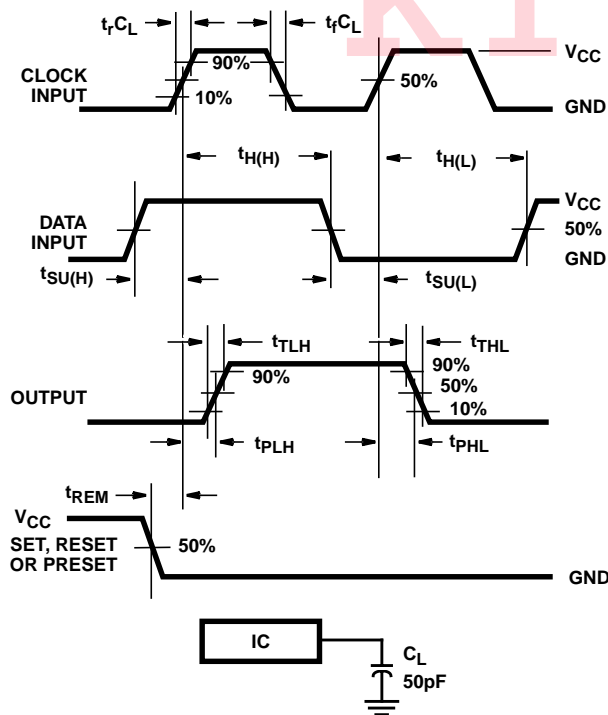 trCL tfCL
CLOCK INPUT 90% 10% 50% VCC GND
tH(H) tH(L)
DATA INPUT VCC 50% GND
tSU(H) tSU(L)
tTLH tTHL
OUTPUT 90% 90% 50% 10%
tPLH tPHL
tREM
VCC
SET, RESET OR PRESET 50% GND
IC
CL
50pF